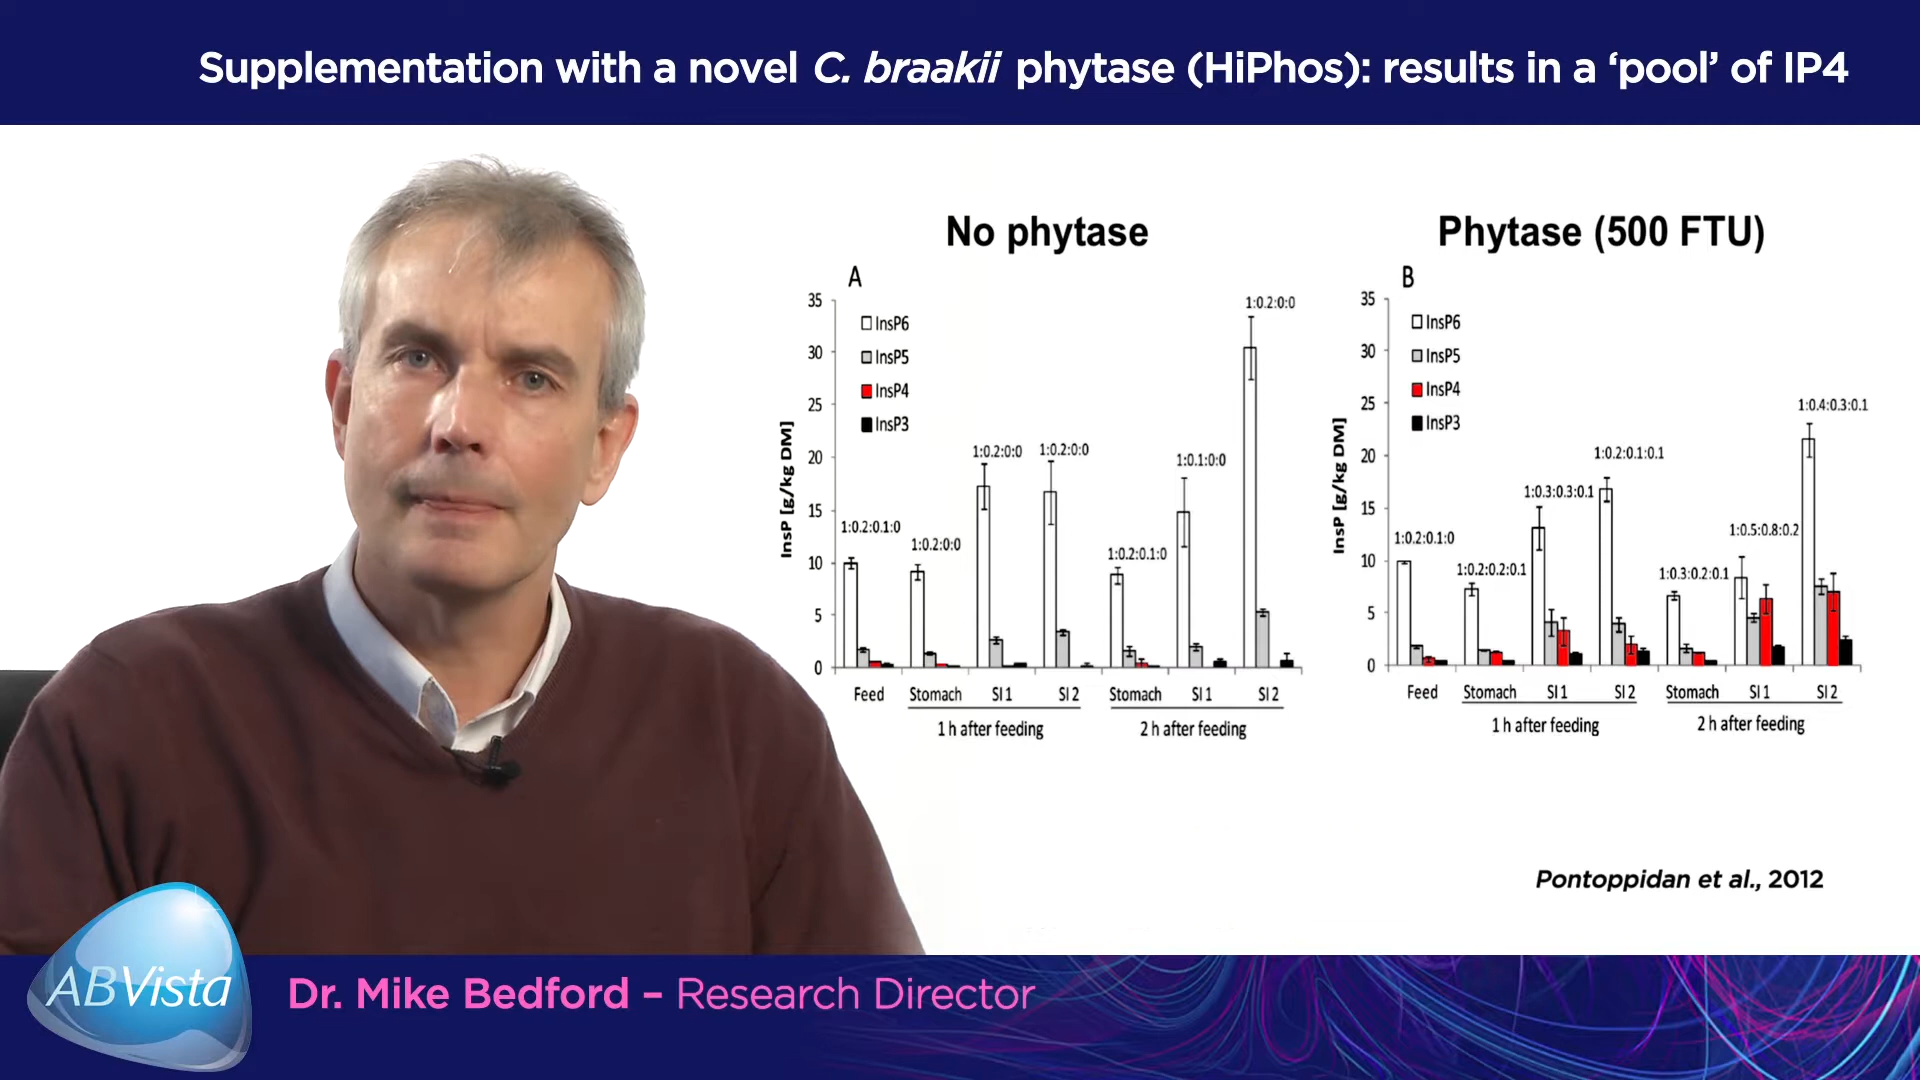 Supplementation with a novel C. braakii phytase (HiPhos): results in a ‘pool’ of IP4
No phytase
A
35
30
25
20
15
10
5
0
InsP [g/kg DM]
InsP6
InsP5
InsP4
InsP3
1:0.2:0.1:0
1:0.2:0:0
1:0.2:0:0
1:0.2:0:0
1:0.2:0.1:0
1:0.1:0:0
1:0.2:0:0
Feed Stomach SI 1 SI 2 Stomach SI 1 SI 2
1 h after feeding 2 h after feeding
Phytase (500 FTU)
B
35
30
25
20
15
10
5
0
InsP [g/kg DM]
InsP6
InsP5
InsP4
InsP3
1:0.2:0.1:0
1:0.2:0.2:0.1
1:0.3:0.3:0.1
1:0.2:0.1:0.1
1:0.3:0.2:0.1
1:0.5:0.8:0.2
1:0.4:0.3:0.1
Feed Stomach SI 1 SI 2 Stomach SI 1 SI 2
1 h after feeding 2 h after feeding
Pontoppidan et al., 2012
ABVista
Dr. Mike Bedford – Research Director